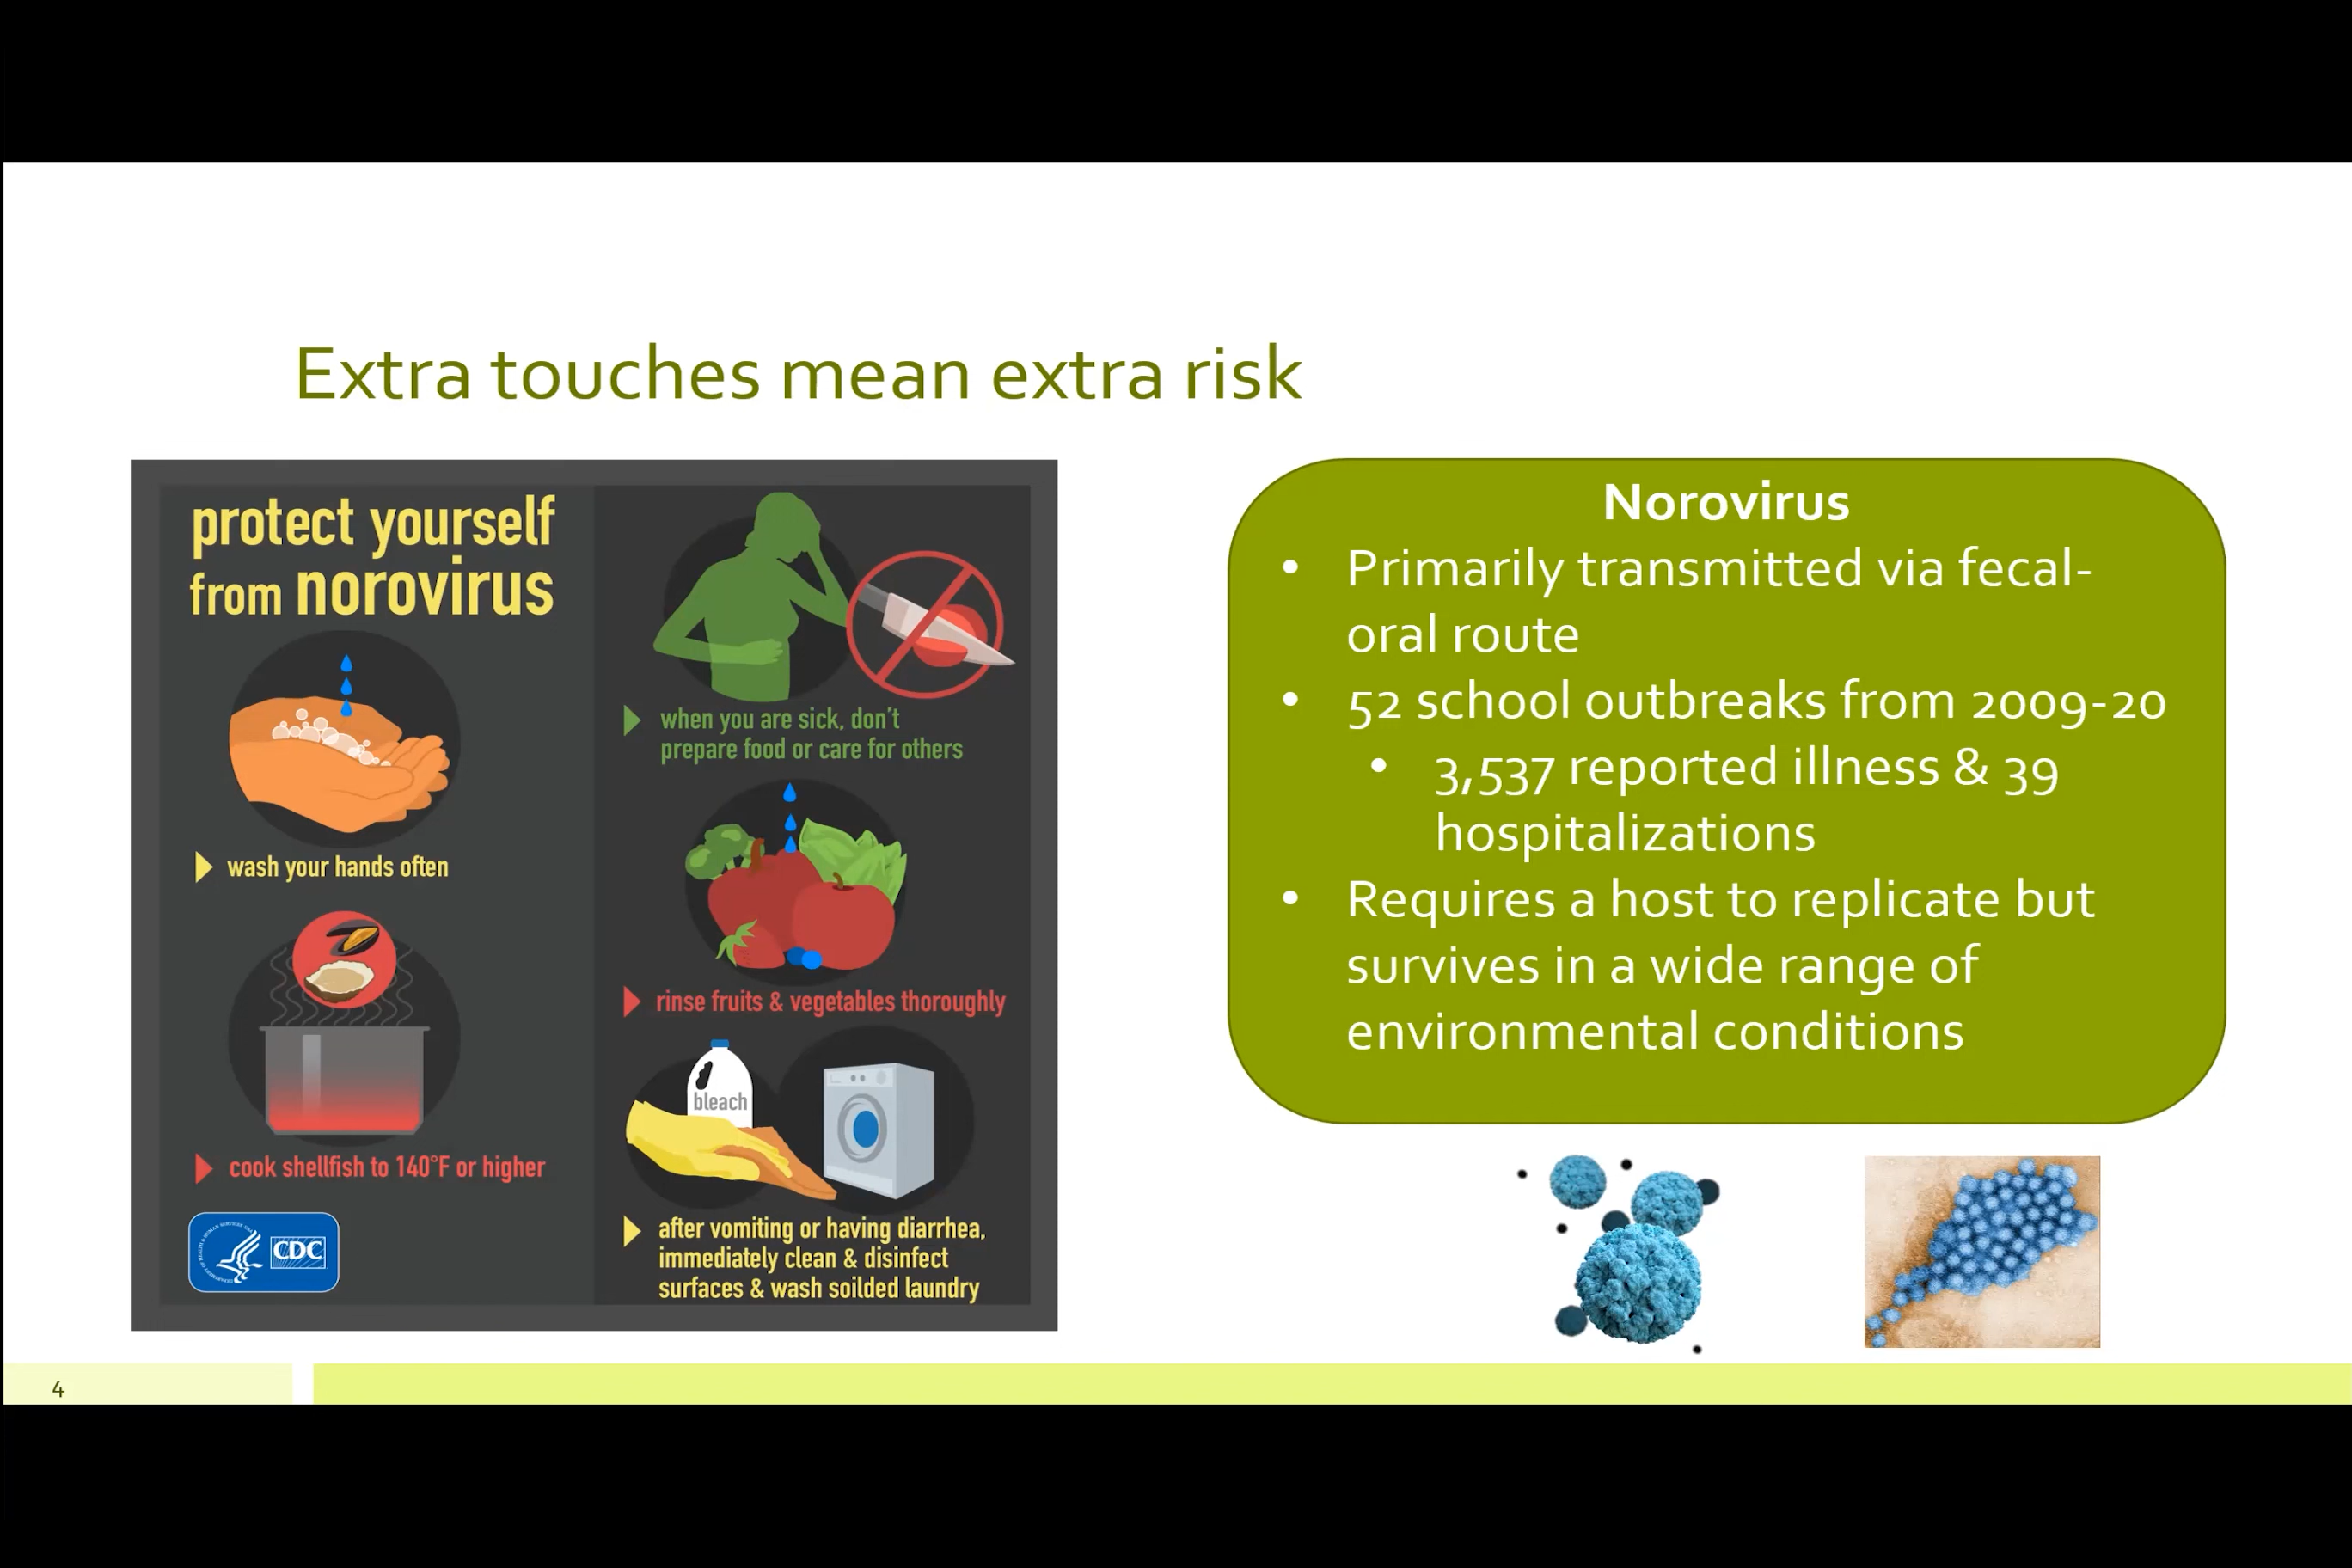 Extra touches mean extra risk
protect yourself
from norovirus
wash your hands often
cook shellfish to 140°F or higher
CDC
when you are sick, don't
prepare food or care for others
rinse fruits & vegetables thoroughly
bleach
after vomiting or having diarrhea,
immediately clean & disinfect
surfaces & wash soilded laundry
Norovirus
• Primarily transmitted via fecal-
oral route
• 52 school outbreaks from 2009-20
• 3,537 reported illness & 39
hospitalizations
• Requires a host to replicate but
survives in a wide range of
environmental conditions
4